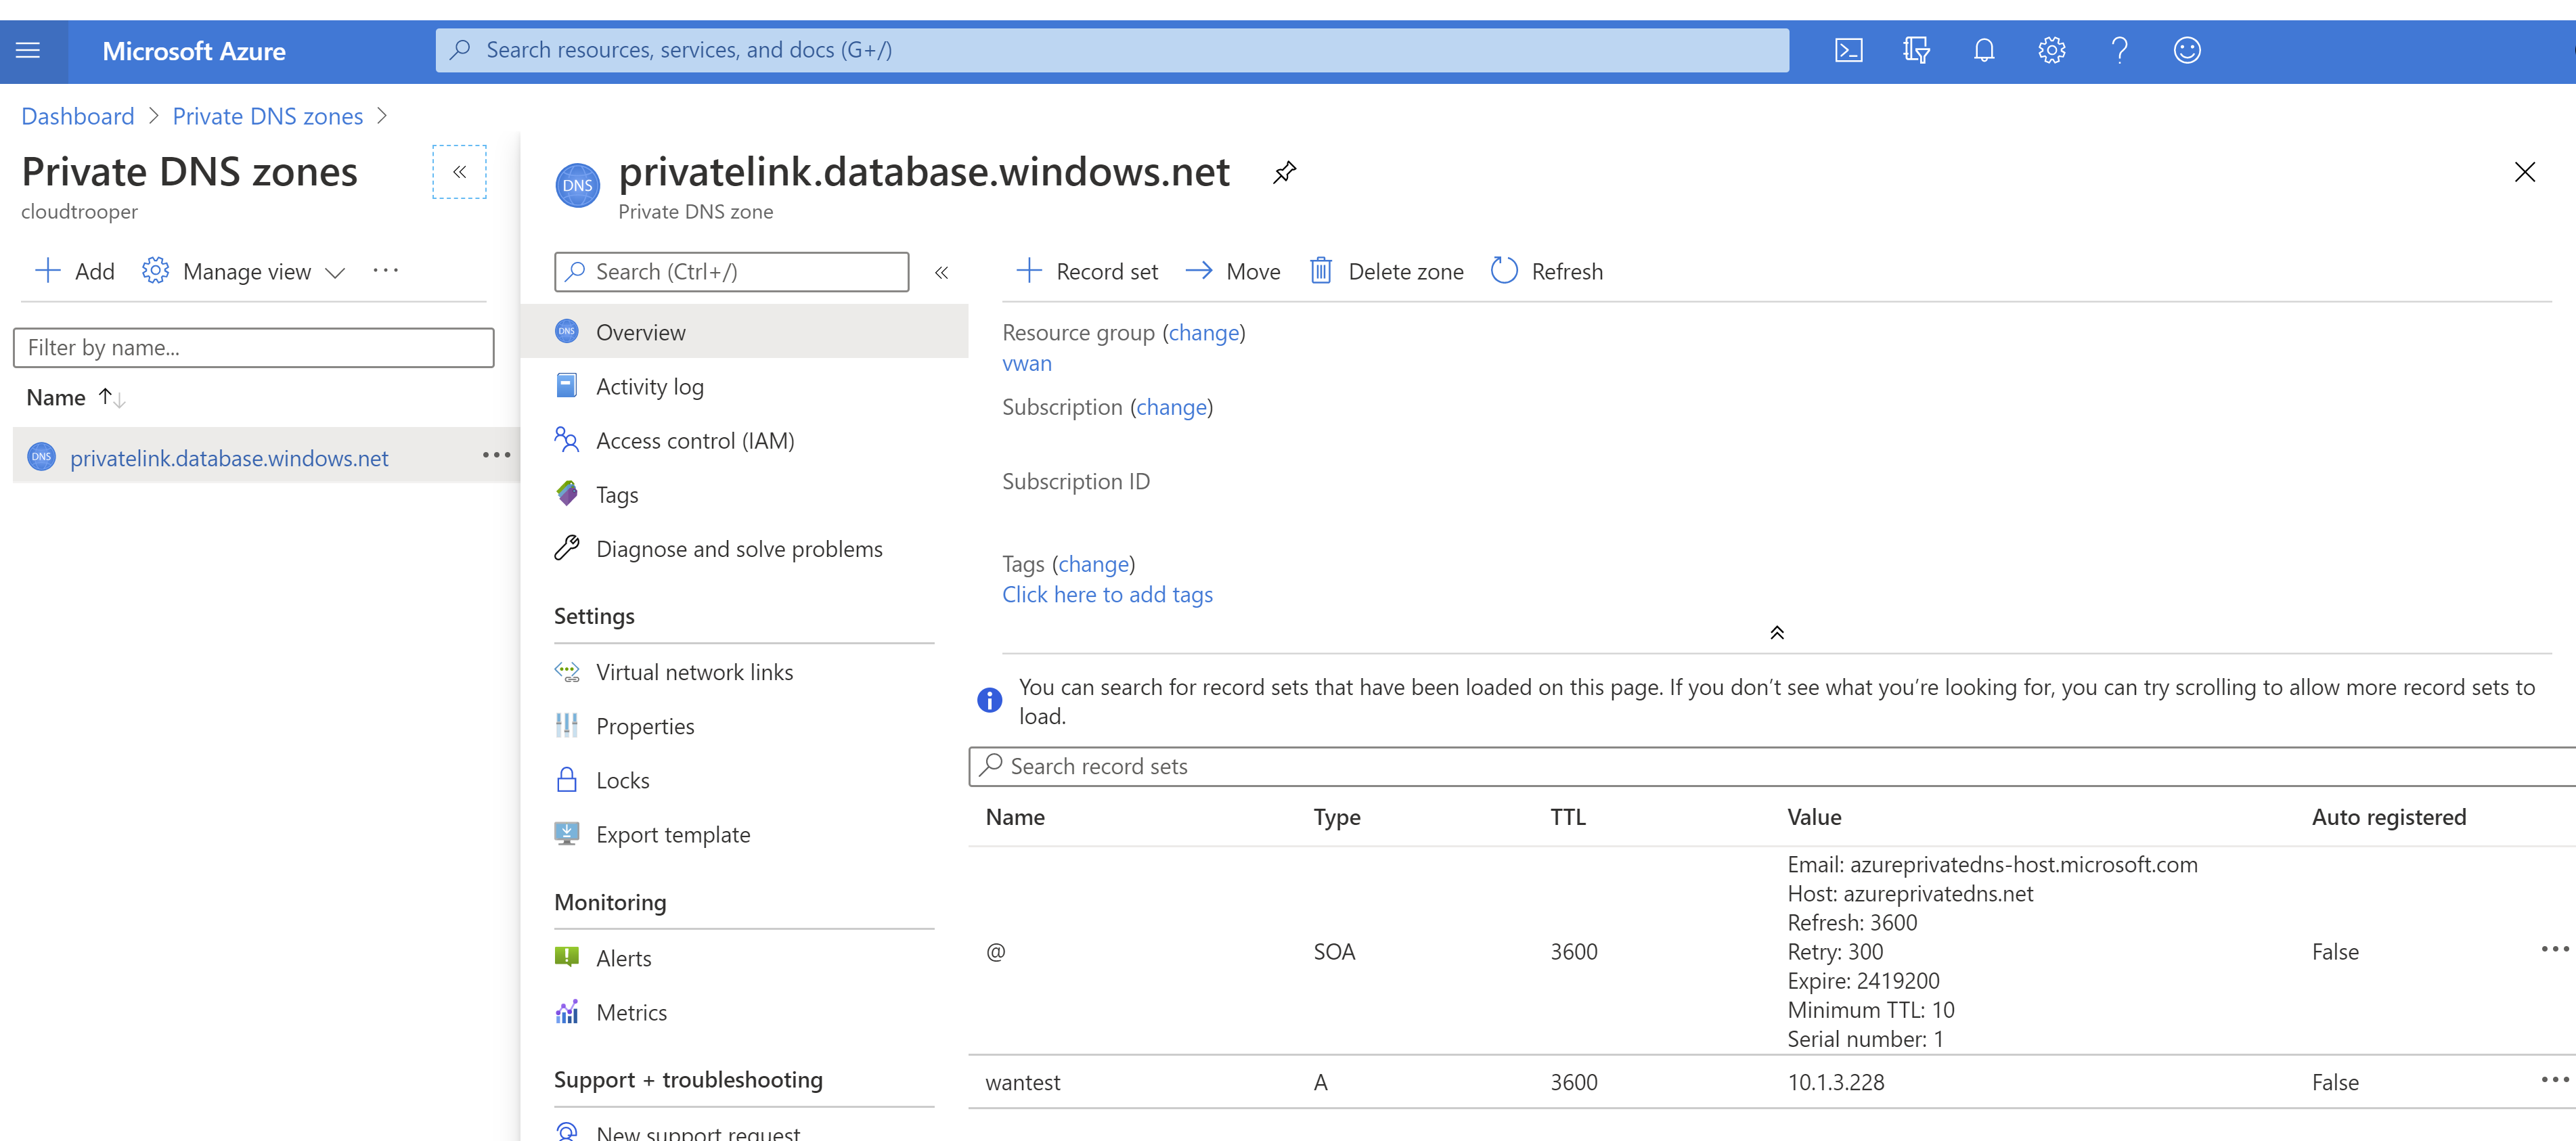 Microsoft Azure
Search resources, services, and docs (G+/)
Dashboard > Private DNS zones >
Private DNS zones
cloudtrooper
Add Manage view ...
Filter by name...
Name
DNS privatelink.database.windows.net ...
DNS
privatelink.database.windows.net
Private DNS zone
Search (Ctrl+/)
DNS Overview
Activity log
Access control (IAM)
Tags
Diagnose and solve problems
Settings
Virtual network links
Properties
Locks
Export template
Monitoring
Alerts
Metrics
Support + troubleshooting
New support request
Record set Move Delete zone Refresh
Resource group (change)
vwan
Subscription (change)
Subscription ID
Tags (change)
Click here to add tags
You can search for record sets that have been loaded on this page. If you don’t see what you’re looking for, you can try scrolling to allow more record sets to
load.
Search record sets
Name Type TTL Value Auto registered
Email: azureprivatedns-host.microsoft.com
Host: azureprivatedns.net
Refresh: 3600
@ SOA 3600 Retry: 300 False ...
Expire: 2419200
Minimum TTL: 10
Serial number: 1
wantest A 3600 10.1.3.228 False ...